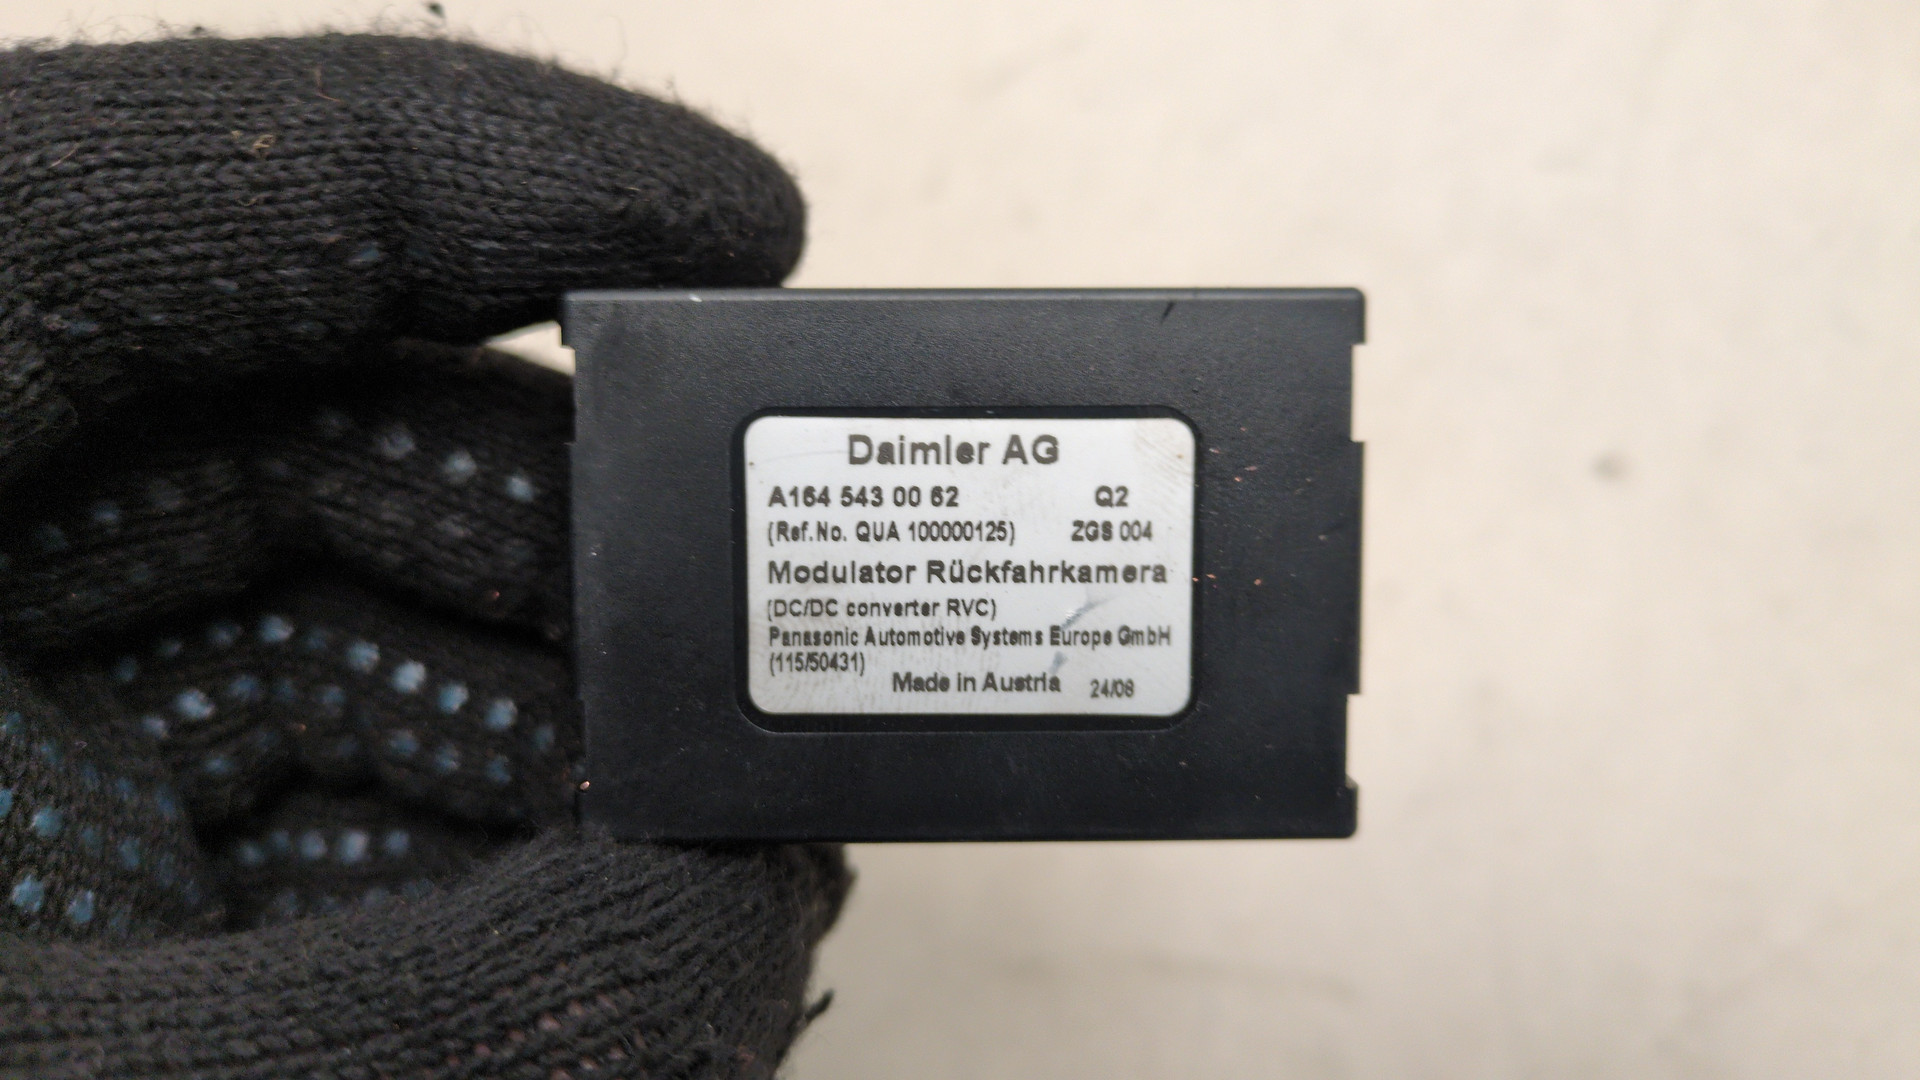 Daimler AG
A164 543 00 62 Q2
(Ref.No. QUA 100000125) ZGS 004
Modulator Rückfahrkamera
(DC/DC converter RVC)
Panasonic Automotive Systems Europe GmbH
(115/50431)
Made in Austria 24/08